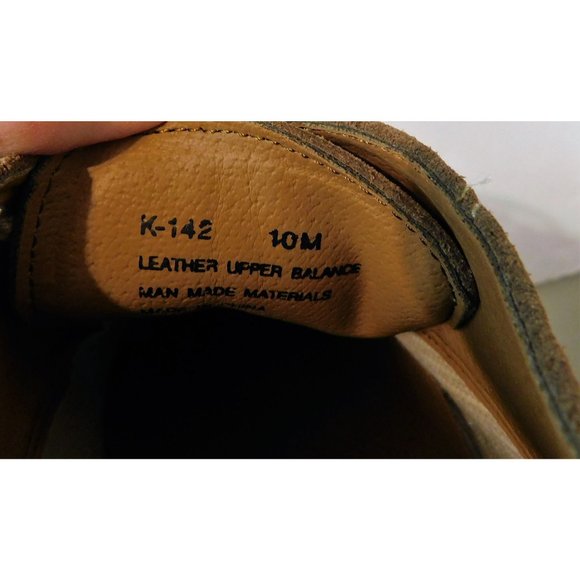 K-142 10M
LEATHER UPPER BALANCE
MAN MADE MATERIALS